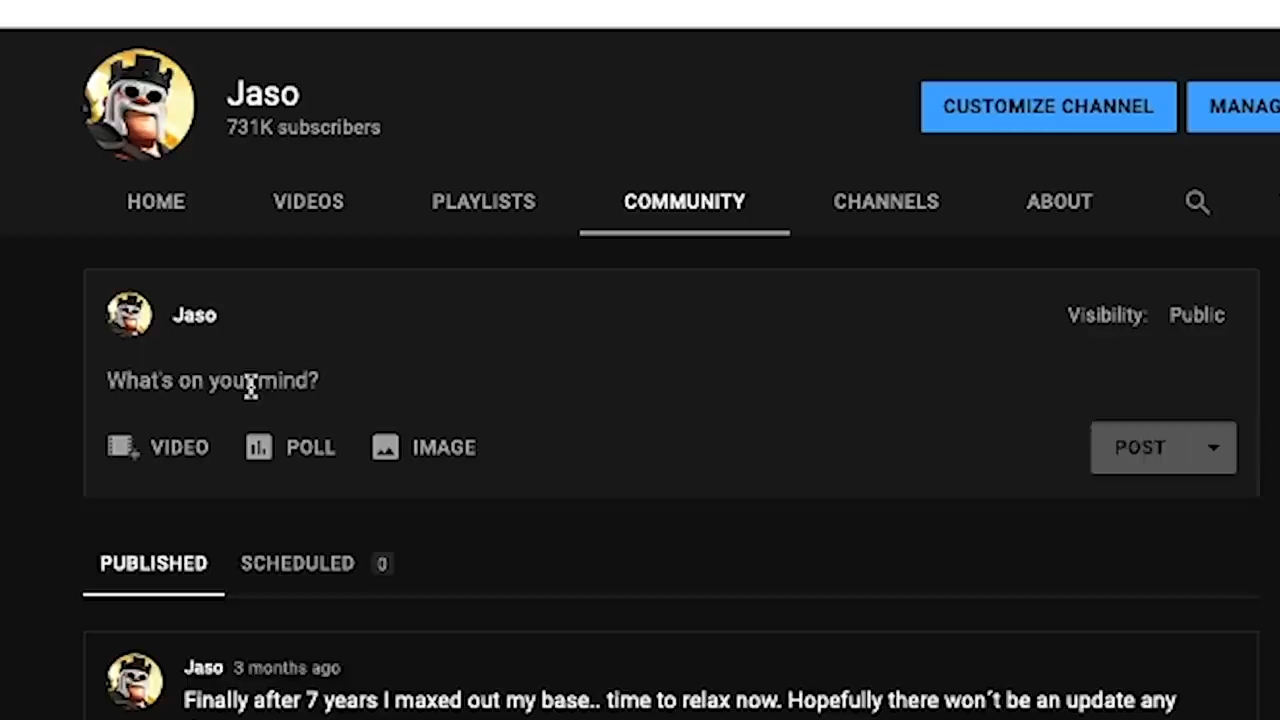 Jaso
731K subscribers
CUSTOMIZE CHANNEL
HOME VIDEOS PLAYLISTS COMMUNITY CHANNELS ABOUT
Jaso
Visibility: Public
What's on your mind?
VIDEO POLL IMAGE
POST
PUBLISHED SCHEDULED 0
Jaso 3 months ago
Finally after 7 years I maxed out my base.. time to relax now. Hopefully there won´t be an update any